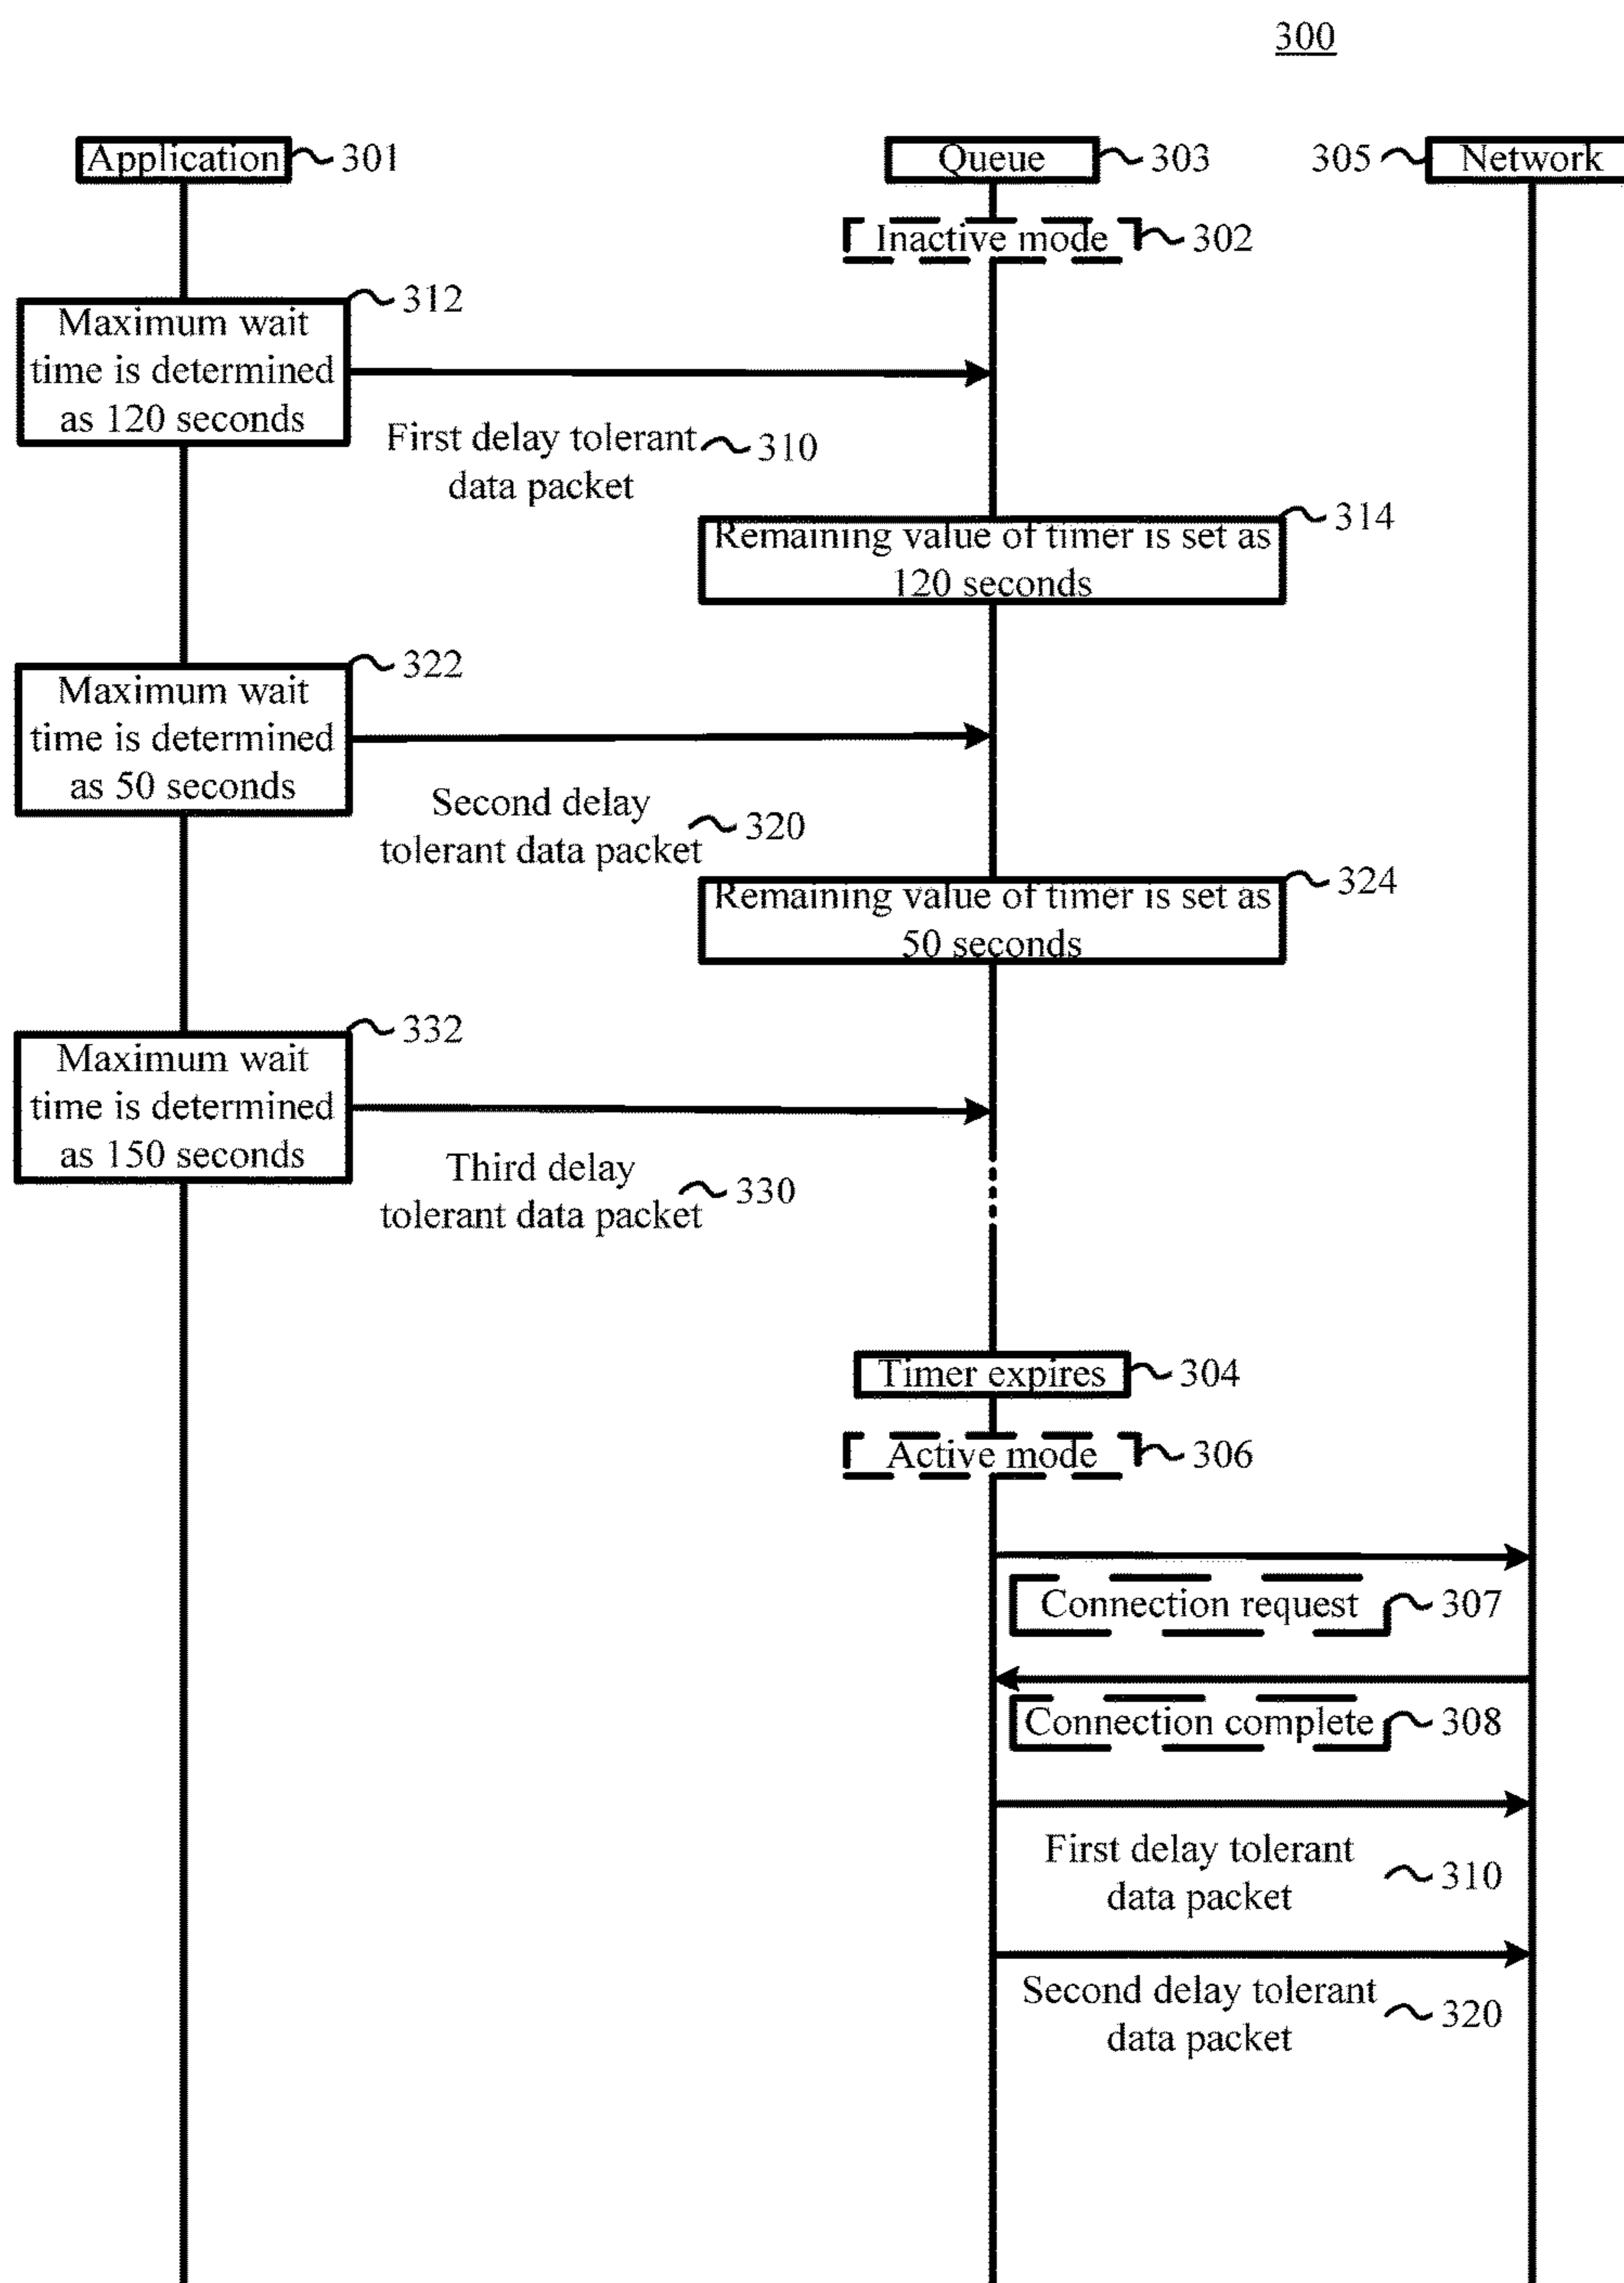 300
Application 301
Queue 303
305 Network
Inactive mode 302
312
Maximum wait
time is determined
as 120 seconds
First delay tolerant
data packet
310
314
Remaining value of timer is set as
120 seconds
322
Maximum wait
time is determined
as 50 seconds
Second delay
tolerant data packet
320
324
Remaining value of timer is set as
50 seconds
332
Maximum wait
time is determined
as 150 seconds
Third delay
tolerant data packet
330
Timer expires 304
Active mode 306
Connection request 307
Connection complete 308
First delay tolerant
data packet
310
Second delay tolerant
data packet
320